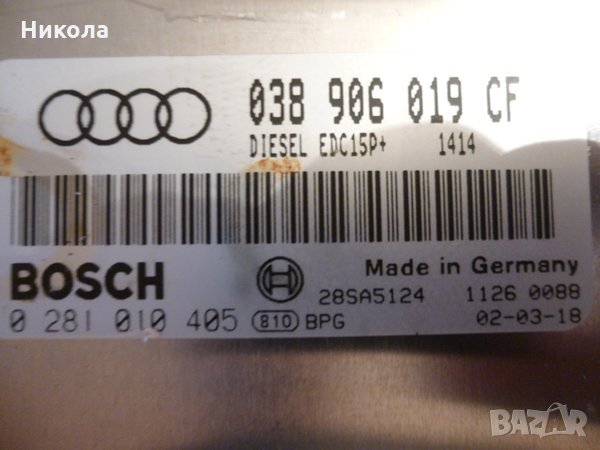 Никола
038 906 019 CF
DIESEL EDC15P+ 1414
BOSCH
Made in Germany
28SA5124 1126 0088
0 281 010 405 810 BPG 02-03-18
BAZAR